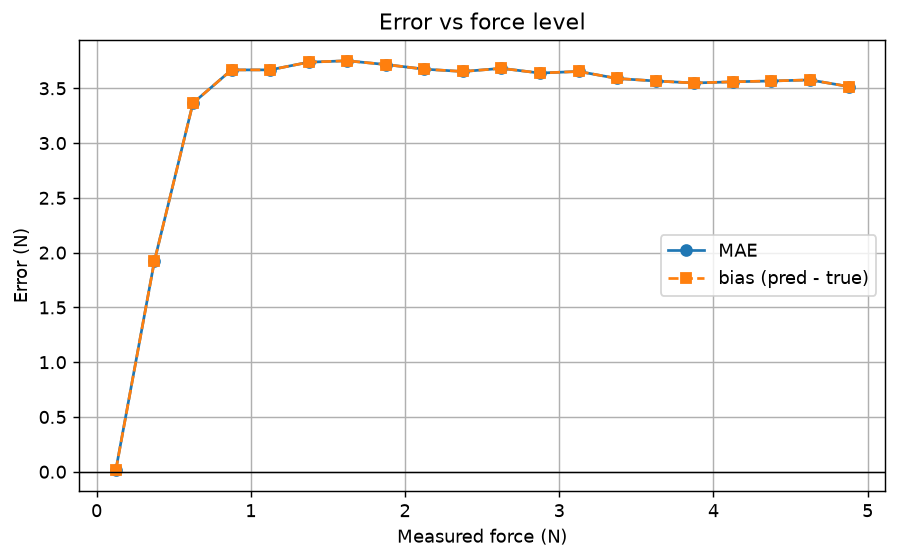 Error vs force level
Error (N)
3.5
3.0
2.5
2.0
1.5
1.0
0.5
0.0
MAE
bias (pred - true)
0 1 2 3 4 5
Measured force (N)